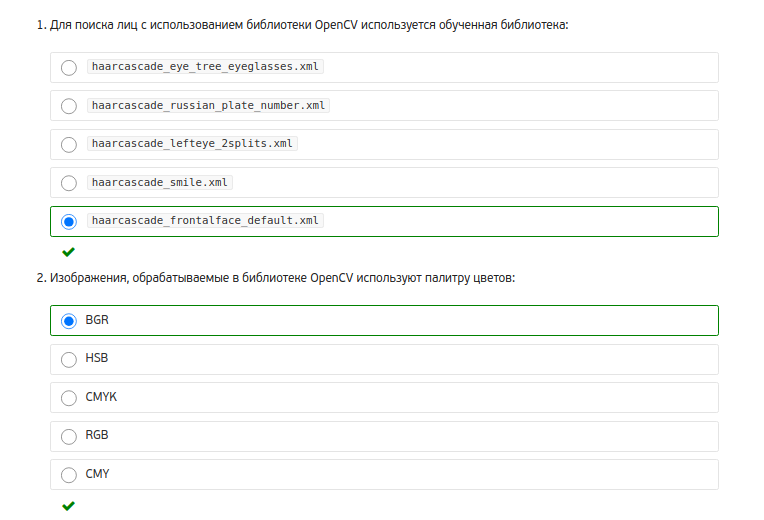 1. Для поиска лиц с использованием библиотеки OpenCV используется обученная библиотека:
haarcascade_eye_tree_eyeglasses.xml
haarcascade_russian_plate_number.xml
haarcascade_lefteye_2splits.xml
haarcascade_smile.xml
haarcascade_frontalface_default.xml
2. Изображения, обрабатываемые в библиотеке OpenCV используют палитру цветов:
BGR
HSB
CMYK
RGB
CMY